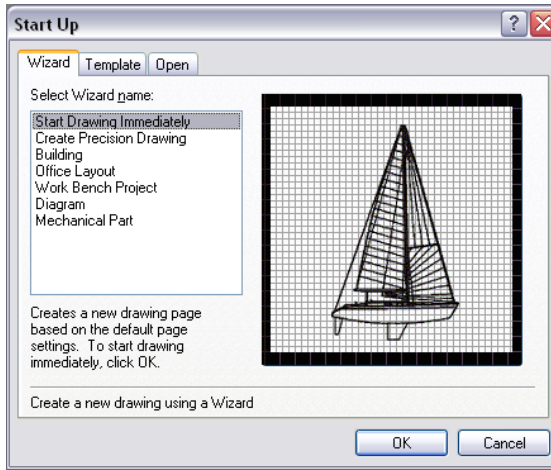 Start Up
Wizard Template Open
Select Wizard name:
Start Drawing Immediately
Create Precision Drawing
Building
Office Layout
Work Bench Project
Diagram
Mechanical Part
Creates a new drawing page
based on the default page
settings. To start drawing
immediately, click OK.
Create a new drawing using a Wizard
OK Cancel